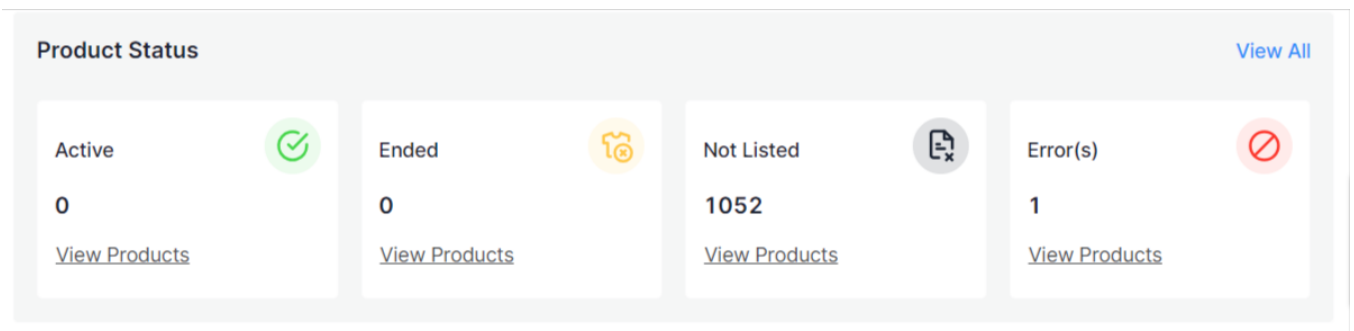 Product Status
View All
Active
0
View Products
Ended
0
View Products
Not Listed
1052
View Products
Error(s)
1
View Products